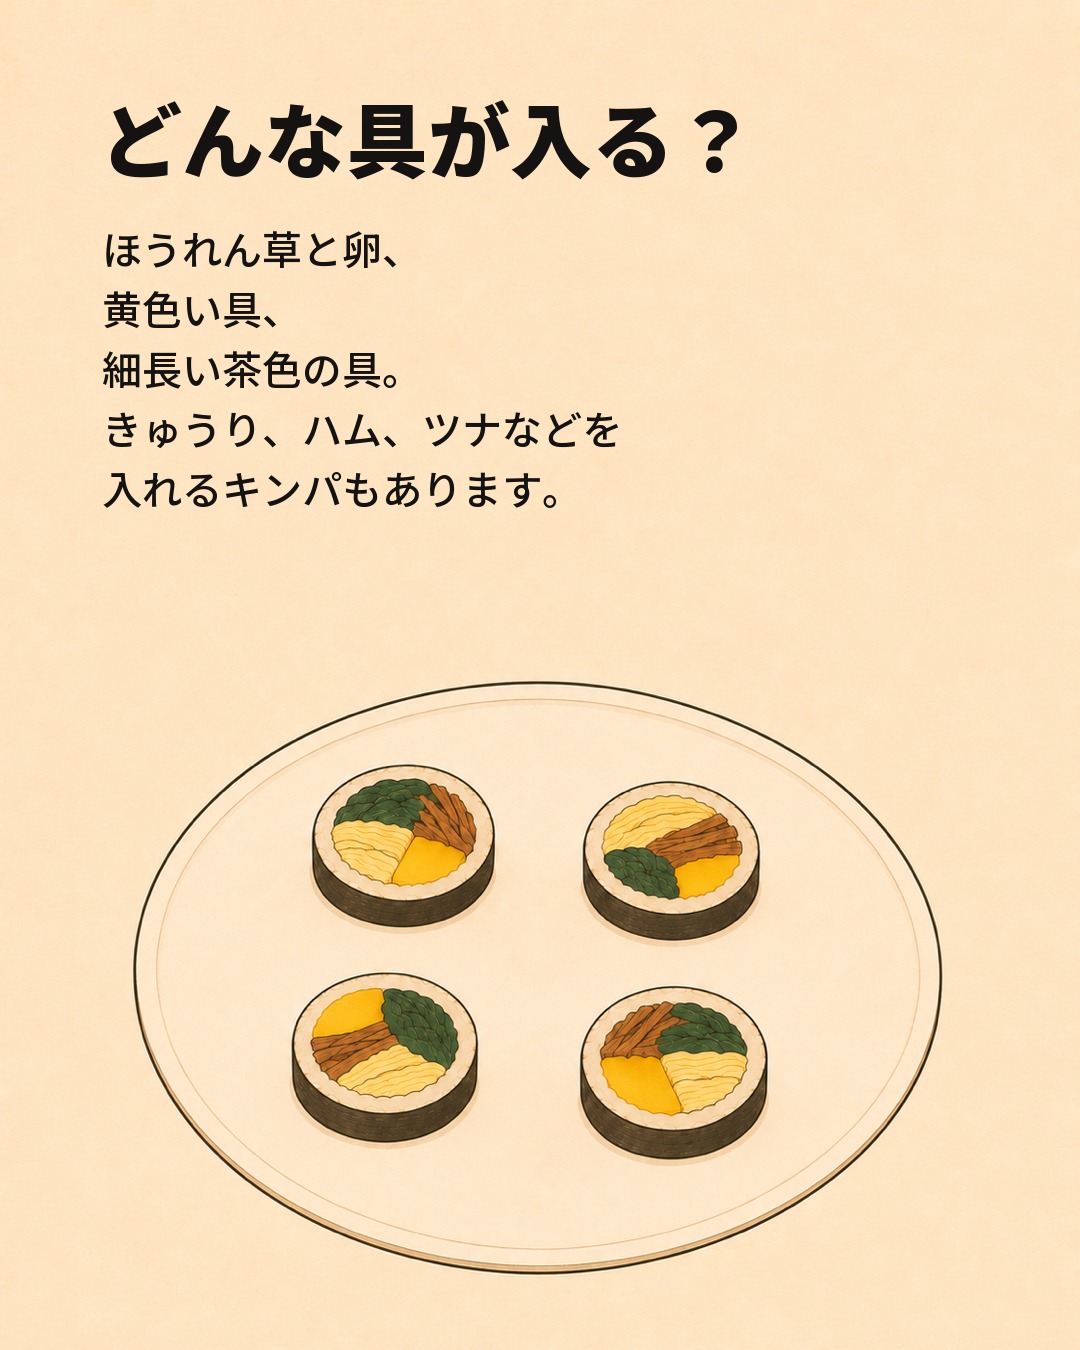 どんな具が入る？
ほうれん草と卵、
黄色い具、
細長い茶色の具。
きゅうり、ハム、ツナなどを
入れるキンパもあります。